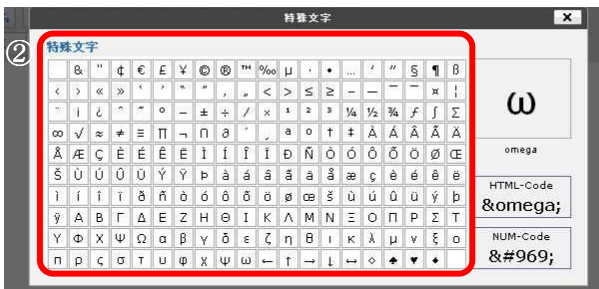 特殊文字
②
特殊文字
& " ¢ € £ ¥ © ® ™ ‰ µ · • … ′ ″ § ¶ ß
‹ › « » ‘ ’ “ ” ‚ „ < > ≤ ≥ – — ¯ ‾ ¤ ¦
¨ ¡ ¿ ˆ ˜ ° − ± ÷ ⁄ × ¹ ² ³ ¼ ½ ¾ ƒ ∫ ∑
∞ √ ≈ ≠ ≡ ∏ ¬ ∩ ∂ ´ ¸ ª º † ‡ À Á Â Ã Ä
Å Æ Ç È É Ê Ë Ì Í Î Ï Ð Ñ Ò Ó Ô Õ Ö Ø Œ
Š Ù Ú Û Ü Ý Ÿ Þ à á â ã ä å æ ç è é ê ë
ì í î ï ð ñ ò ó ô õ ö ø œ š ù ú û ü ý þ
ÿ Α Β Γ Δ Ε Ζ Η Θ Ι Κ Λ Μ Ν Ξ Ο Π Ρ Σ Τ
Υ Φ Χ Ψ Ω α β γ δ ε ζ η θ ι κ λ μ ν ξ ο
π ρ ς σ τ υ φ χ ψ ω ← ↑ → ↓ ↔ ◊ ♠ ♥ ♦
ω
omega
HTML-Code
&omega;
NUM-Code
&#969;